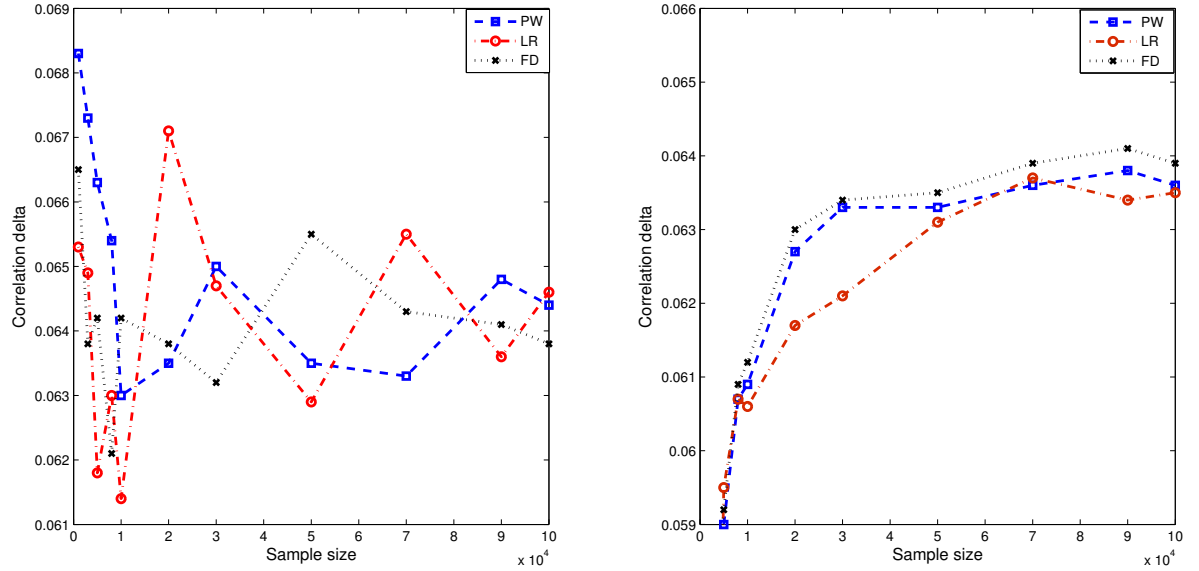 0.069
0.068
0.067
0.066
0.065
0.064
0.063
0.062
0.061
Correlation delta
0 1 2 3 4 5 6 7 8 9 10
x 10^4
Sample size
PW
LR
FD
0.066
0.065
0.064
0.063
0.062
0.061
0.06
0.059
Correlation delta
0 1 2 3 4 5 6 7 8 9 10
x 10^4
Sample size
PW
LR
FD